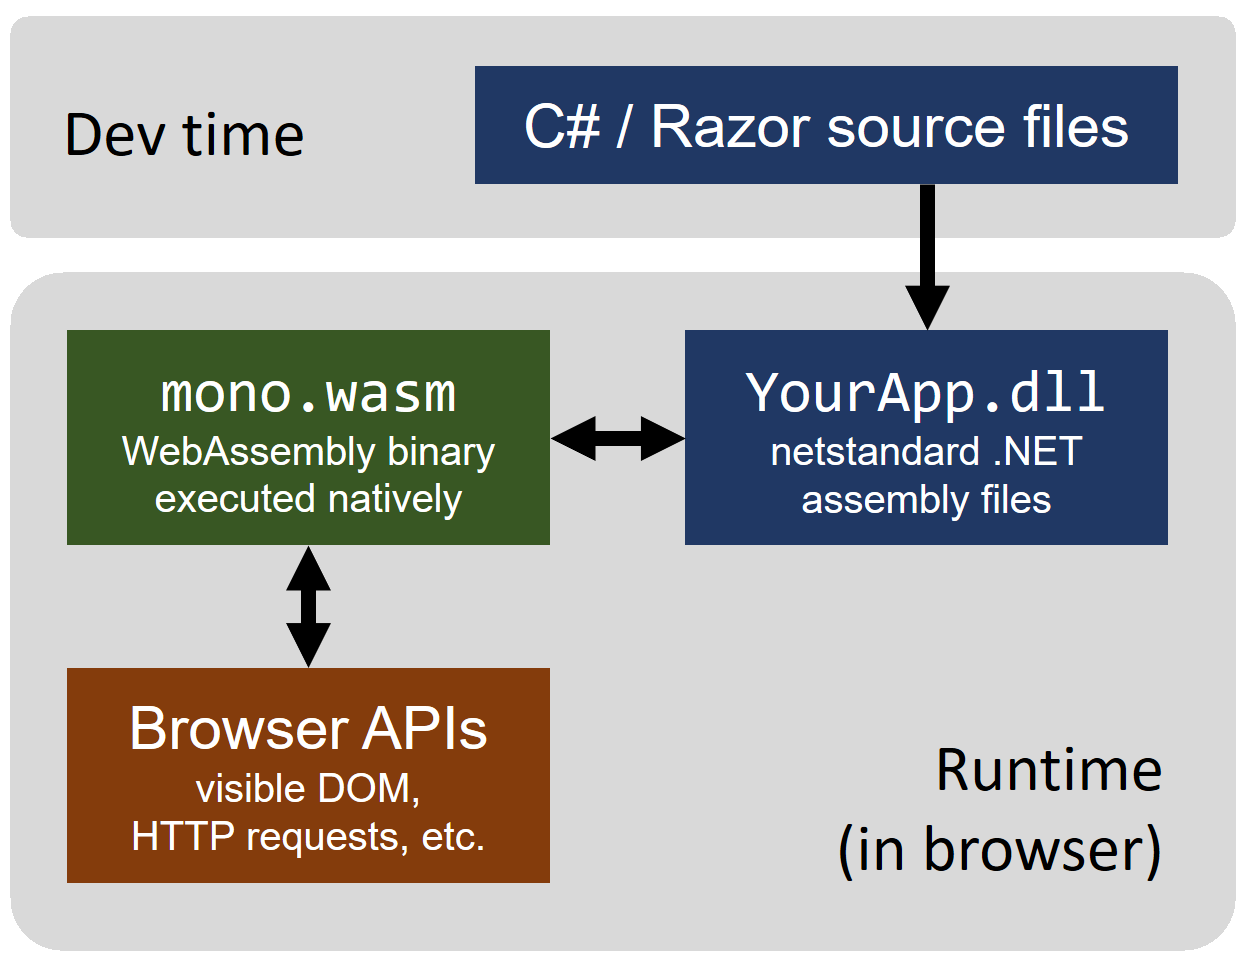 Dev time
C# / Razor source files
mono.wasm
WebAssembly binary
executed natively
YourApp.dll
netstandard .NET
assembly files
Browser APIs
visible DOM,
HTTP requests, etc.
Runtime
(in browser)